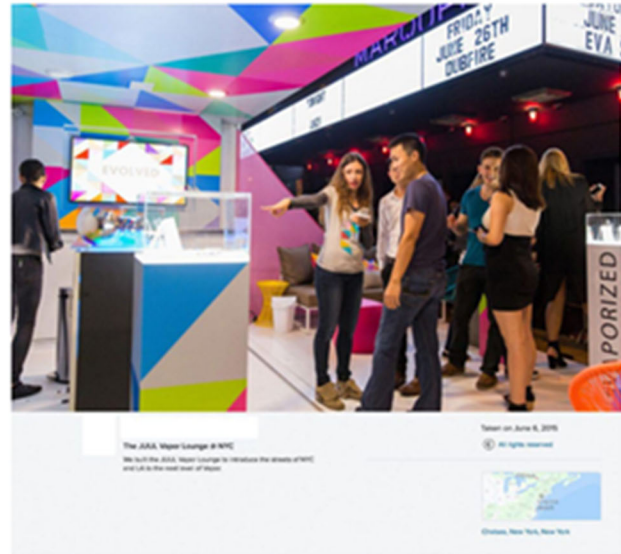 MARQUEE
FRIDAY
JUNE 26TH
DUBFIRE
JUNE
EVA
TONIGHT
EVOLVED
VAPORIZED
The JUUL Vapor Lounge @ NYC
We built the JUUL Vapor Lounge to introduce the streets of NYC
and LA to the next level of Vapor.
Taken on June 6, 2015
All rights reserved
Chelsea, New York, New York